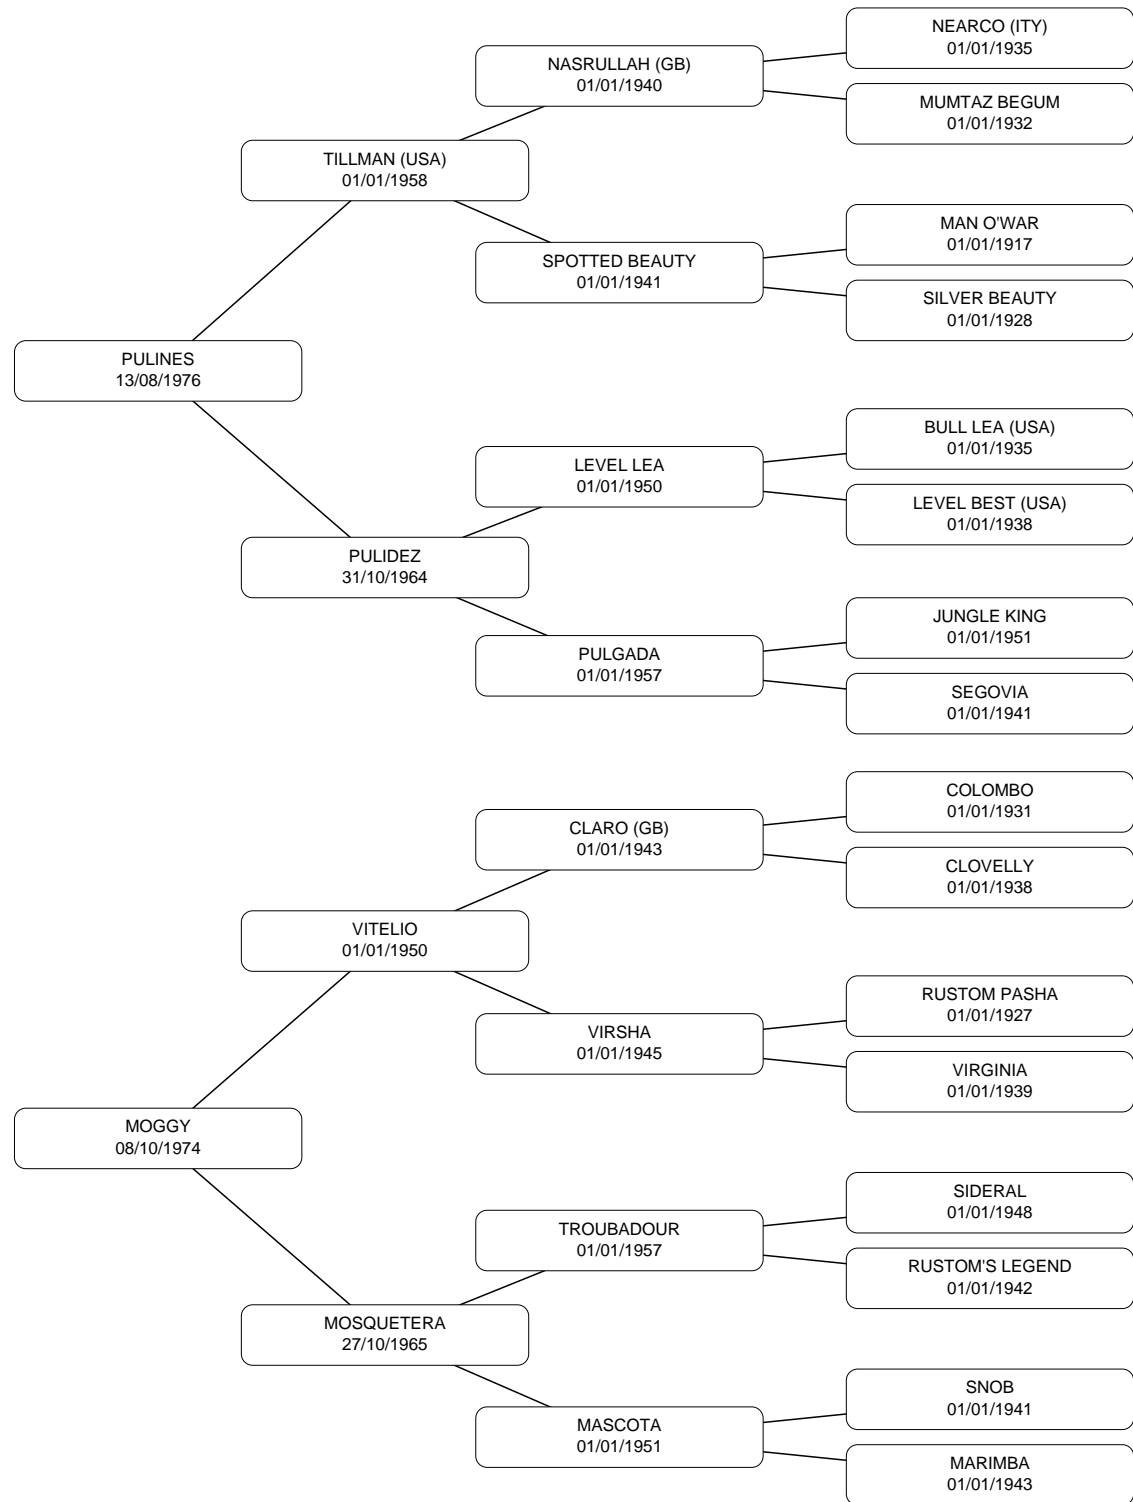 NEARCO (ITY)
01/01/1935
NASRULLAH (GB)
01/01/1940
MUMTAZ BEGUM
01/01/1932
TILLMAN (USA)
01/01/1958
MAN O'WAR
01/01/1917
SPOTTED BEAUTY
01/01/1941
SILVER BEAUTY
01/01/1928
PULINES
13/08/1976
BULL LEA (USA)
01/01/1935
LEVEL LEA
01/01/1950
LEVEL BEST (USA)
01/01/1938
PULIDEZ
31/10/1964
JUNGLE KING
01/01/1951
PULGADA
01/01/1957
SEGOVIA
01/01/1941
COLOMBO
01/01/1931
CLARO (GB)
01/01/1943
CLOVELLY
01/01/1938
VITELIO
01/01/1950
RUSTOM PASHA
01/01/1927
VIRSHA
01/01/1945
VIRGINIA
01/01/1939
MOGGY
08/10/1974
SIDERAL
01/01/1948
TROUBADOUR
01/01/1957
RUSTOM'S LEGEND
01/01/1942
MOSQUETERA
27/10/1965
SNOB
01/01/1941
MASCOTA
01/01/1951
MARIMBA
01/01/1943